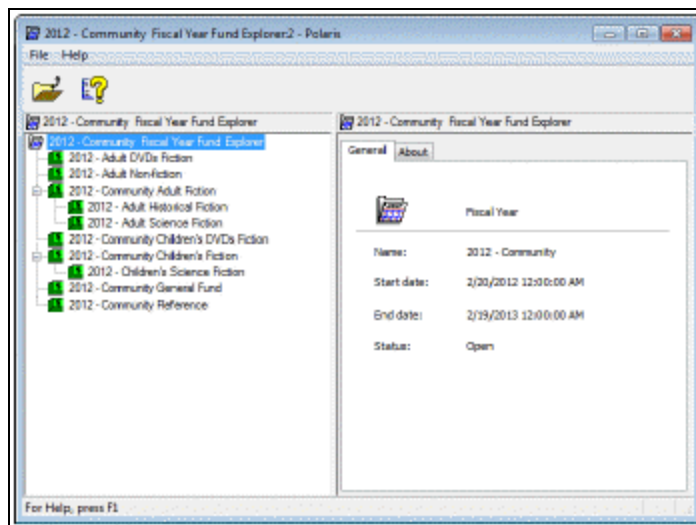 2012 - Community Fiscal Year Fund Explorer:2 - Polaris
File Help
2012 - Community Fiscal Year Fund Explorer
2012 - Community Fiscal Year Fund Explorer
2012 - Adult DVDs Fiction
2012 - Adult Non-fiction
2012 - Community Adult Fiction
2012 - Adult Historical Fiction
2012 - Adult Science Fiction
2012 - Community Children's DVDs Fiction
2012 - Community Children's Fiction
2012 - Children's Science Fiction
2012 - Community General Fund
2012 - Community Reference
2012 - Community Fiscal Year Fund Explorer
General About
Fiscal Year
Name: 2012 - Community
Start date: 2/20/2012 12:00:00 AM
End date: 2/19/2013 12:00:00 AM
Status: Open
For Help, press F1